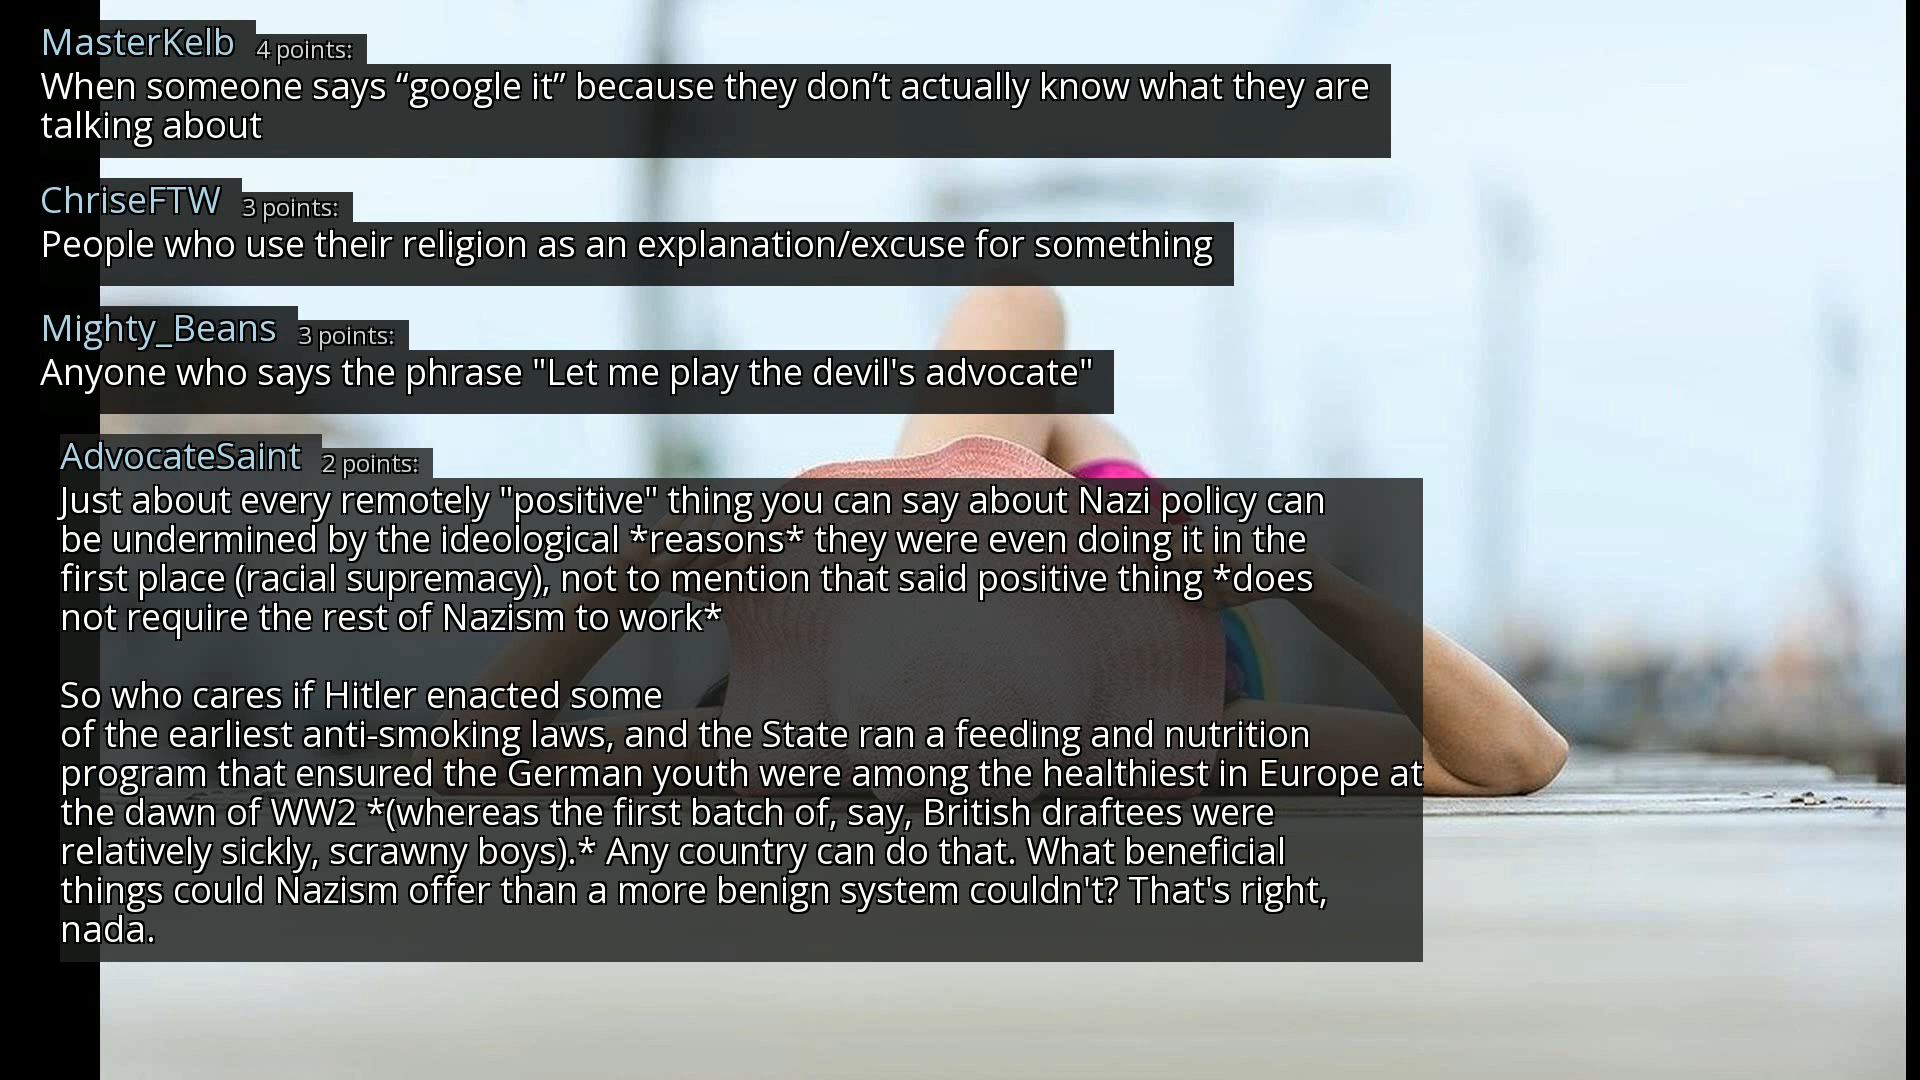 MasterKelb 4 points:
When someone says “google it” because they don’t actually know what they are
talking about
ChriseFTW 3 points:
People who use their religion as an explanation/excuse for something
Mighty_Beans 3 points:
Anyone who says the phrase "Let me play the devil's advocate"
AdvocateSaint 2 points:
Just about every remotely "positive" thing you can say about Nazi policy can
be undermined by the ideological *reasons* they were even doing it in the
first place (racial supremacy), not to mention that said positive thing *does
not require the rest of Nazism to work*
So who cares if Hitler enacted some
of the earliest anti-smoking laws, and the State ran a feeding and nutrition
program that ensured the German youth were among the healthiest in Europe at
the dawn of WW2 *(whereas the first batch of, say, British draftees were
relatively sickly, scrawny boys).* Any country can do that. What beneficial
things could Nazism offer than a more benign system couldn't? That's right,
nada.